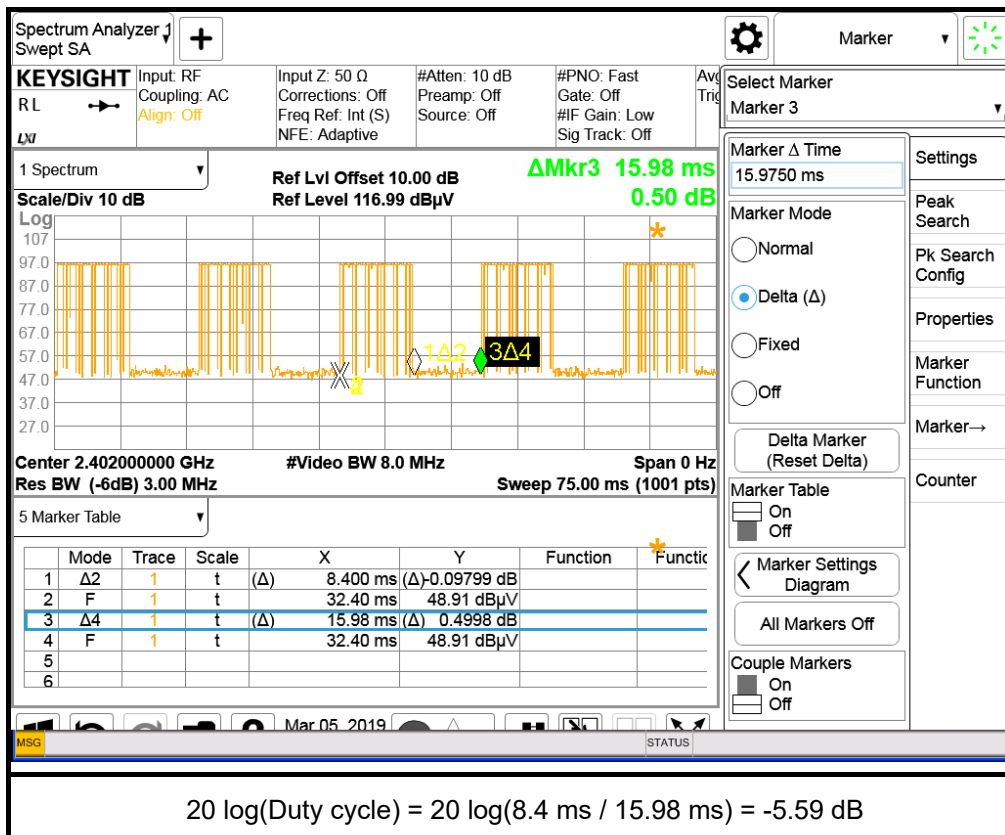 Spectrum Analyzer 1
Swept SA
+
Marker
KEYSIGHT
RL
LXI
Input: RF
Coupling: AC
Align: Off
Input Z: 50 Ω
Corrections: Off
Freq Ref: Int (S)
NFE: Adaptive
#Atten: 10 dB
Preamp: Off
Source: Off
#PNO: Fast
Gate: Off
#IF Gain: Low
Sig Track: Off
Avg
Trig
Select Marker
Marker 3
1 Spectrum
Scale/Div 10 dB
Ref Lvl Offset 10.00 dB
Ref Level 116.99 dBµV
ΔMkr3 15.98 ms
0.50 dB
Log
107
97.0
87.0
77.0
67.0
57.0
47.0
37.0
27.0
1Δ2
3Δ4
Center 2.402000000 GHz
#Video BW 8.0 MHz
Span 0 Hz
Res BW (-6dB) 3.00 MHz
Sweep 75.00 ms (1001 pts)
5 Marker Table
Mode Trace Scale X Y Function Functio
1 Δ2 1 t (Δ) 8.400 ms (Δ)-0.09799 dB
2 F 1 t 32.40 ms 48.91 dBµV
3 Δ4 1 t (Δ) 15.98 ms (Δ) 0.4998 dB
4 F 1 t 32.40 ms 48.91 dBµV
5
6
Mar 05, 2019
Marker Δ Time
15.9750 ms
Marker Mode
Normal
Delta (Δ)
Fixed
Off
Delta Marker
(Reset Delta)
Marker Table
On
Off
Marker Settings
Diagram
All Markers Off
Couple Markers
On
Off
Settings
Peak
Search
Pk Search
Config
Properties
Marker
Function
Marker→
Counter
MSG
STATUS
20 log(Duty cycle) = 20 log(8.4 ms / 15.98 ms) = -5.59 dB